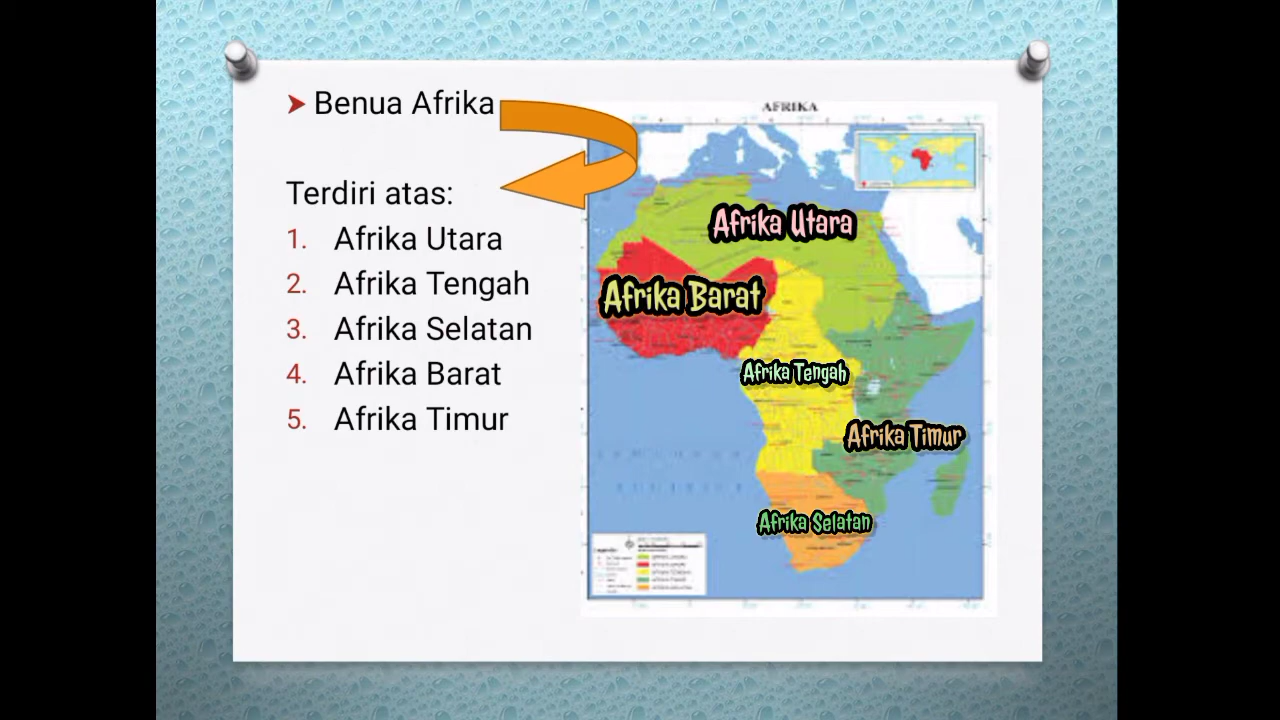 Benua Afrika
Terdiri atas:
1. Afrika Utara
2. Afrika Tengah
3. Afrika Selatan
4. Afrika Barat
5. Afrika Timur
AFRIKA
Afrika Utara
Afrika Barat
Afrika Tengah
Afrika Timur
Afrika Selatan